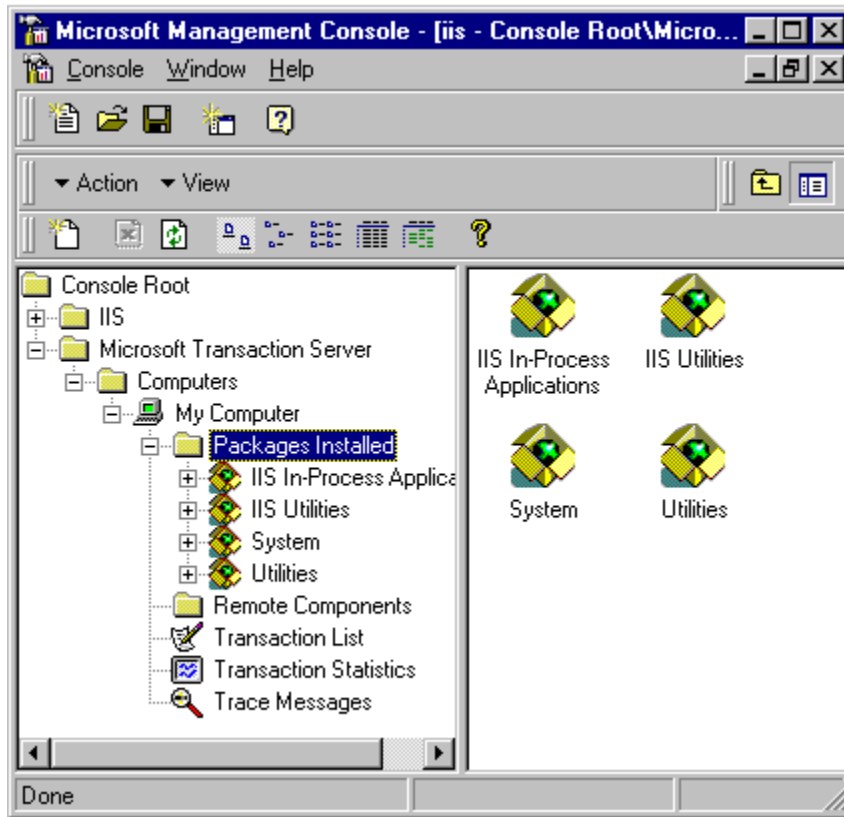 Microsoft Management Console - [iis - Console Root\Micro...
Console Window Help
Action View
Console Root
IIS
Microsoft Transaction Server
Computers
My Computer
Packages Installed
IIS In-Process Applica
IIS Utilities
System
Utilities
Remote Components
Transaction List
Transaction Statistics
Trace Messages
IIS In-Process
Applications
IIS Utilities
System
Utilities
Done